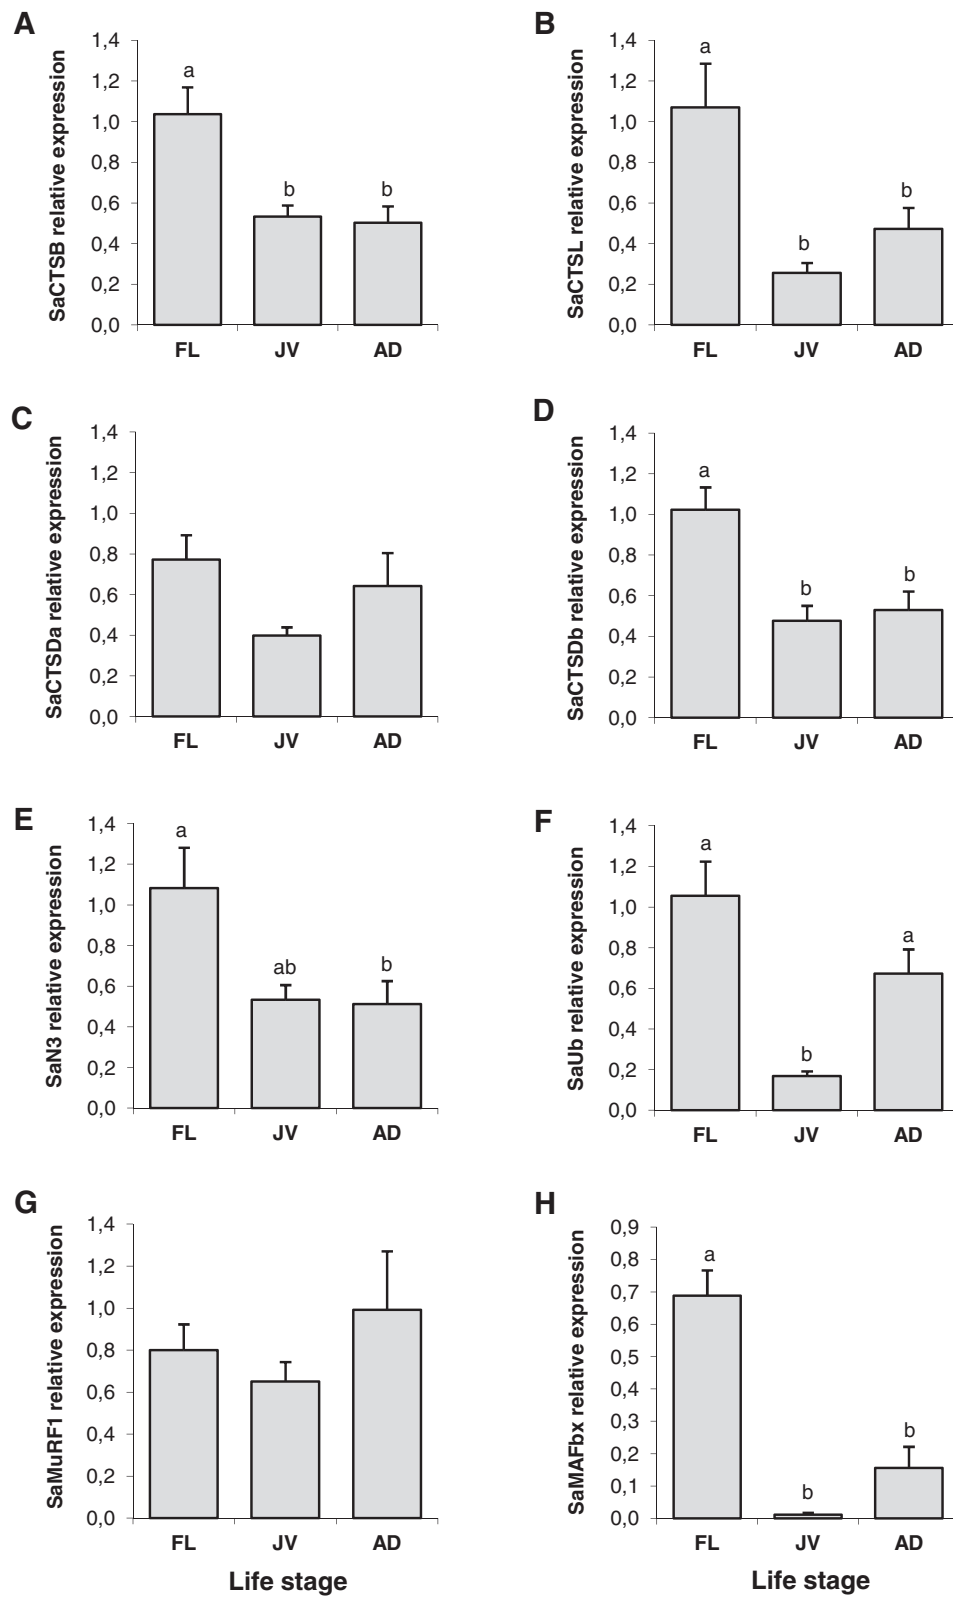 A
SaCTSB relative expression
1,4
1,2
1,0
0,8
0,6
0,4
0,2
0,0
a
b
b
FL JV AD
B
SaCTSL relative expression
1,4
1,2
1,0
0,8
0,6
0,4
0,2
0,0
a
b
b
FL JV AD
C
SaCTSDa relative expression
1,4
1,2
1,0
0,8
0,6
0,4
0,2
0,0
FL JV AD
D
SaCTSDb relative expression
1,4
1,2
1,0
0,8
0,6
0,4
0,2
0,0
a
b
b
FL JV AD
E
SaN3 relative expression
1,4
1,2
1,0
0,8
0,6
0,4
0,2
0,0
a
ab
b
FL JV AD
F
SaUb relative expression
1,4
1,2
1,0
0,8
0,6
0,4
0,2
0,0
a
b
a
FL JV AD
G
SaMuRF1 relative expression
1,4
1,2
1,0
0,8
0,6
0,4
0,2
0,0
FL JV AD
Life stage
H
SaMAFbx relative expression
0,9
0,8
0,7
0,6
0,5
0,4
0,3
0,2
0,1
0,0
a
b
b
FL JV AD
Life stage